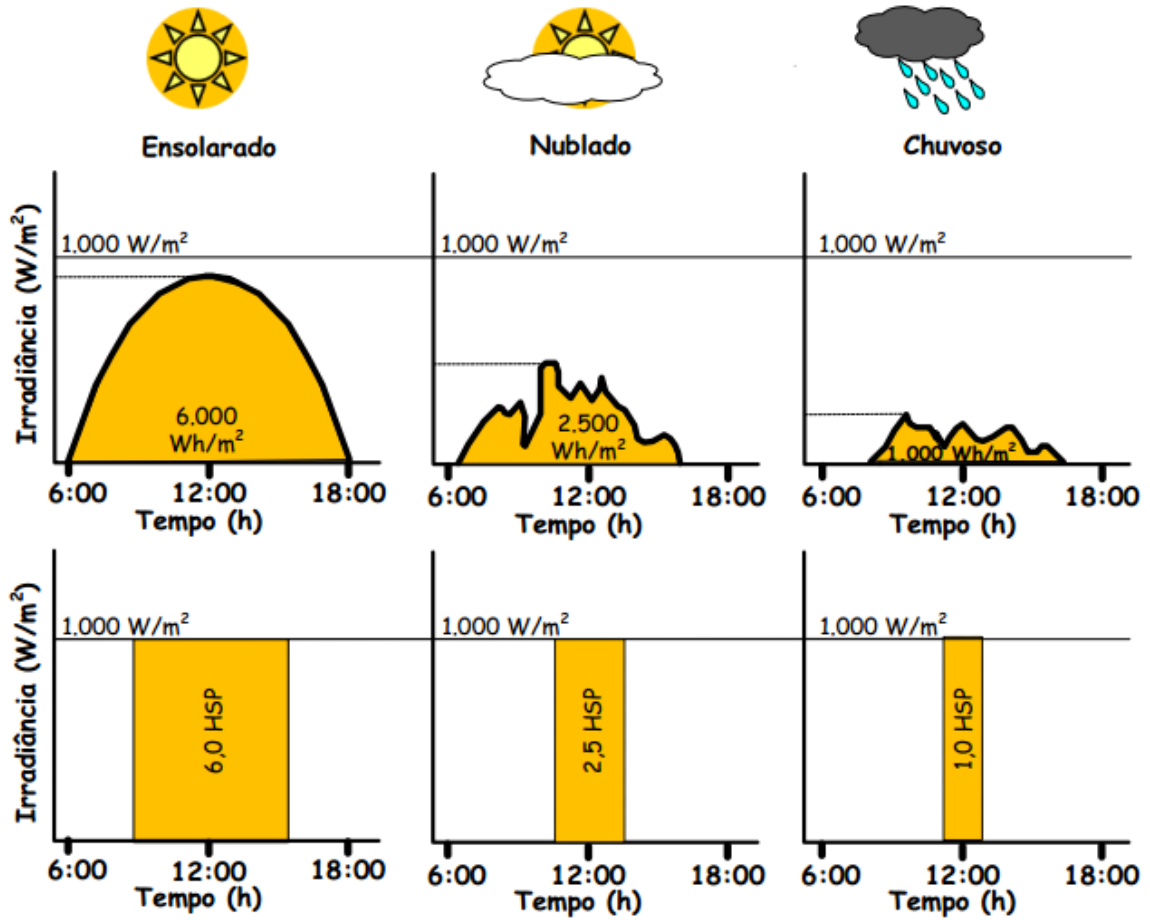 Ensolarado
Nublado
Chuvoso
Irradiância (W/m²)
1.000 W/m²
1.000 W/m²
1.000 W/m²
6.000
Wh/m²
2.500
Wh/m²
1.000 Wh/m²
6:00 12:00 18:00
Tempo (h)
6:00 12:00 18:00
Tempo (h)
6:00 12:00 18:00
Tempo (h)
Irradiância (W/m²)
1.000 W/m²
1.000 W/m²
1.000 W/m²
6,0 HSP
2,5 HSP
1,0 HSP
6:00 12:00 18:00
Tempo (h)
6:00 12:00 18:00
Tempo (h)
6:00 12:00 18:00
Tempo (h)